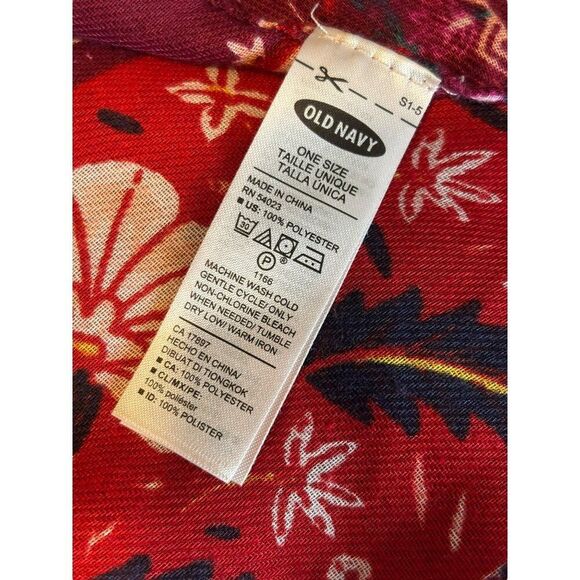 S1-5
OLD NAVY
ONE SIZE
TAILLE UNIQUE
TALLA ÚNICA
MADE IN CHINA
RN 54023
■ US: 100% POLYESTER
30
P ®
1166
MACHINE WASH COLD
GENTLE CYCLE/ ONLY
NON-CHLORINE BLEACH
WHEN NEEDED/ TUMBLE
DRY LOW/ WARM IRON
CA 17897
HECHO EN CHINA/
DIBUAT DI TIONGKOK
■ CA: 100% POLYESTER
■ CL/MX/PE:
100% poliéster
■ ID: 100% POLISTER